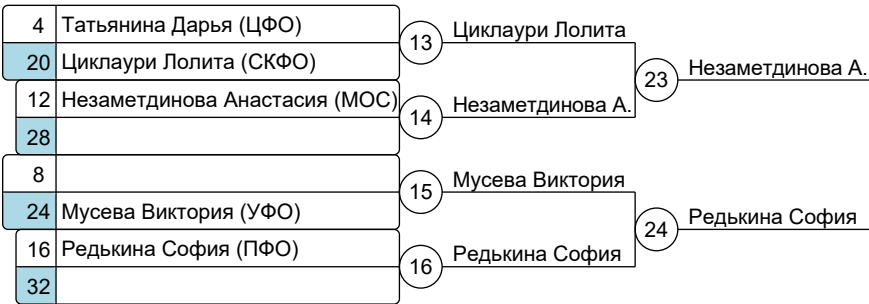 4 Татьянина Дарья (ЦФО)
13 Циклаури Лолита
20 Циклаури Лолита (СКФО)
23 Незаметдинова А.
12 Незаметдинова Анастасия (МОС)
14 Незаметдинова А.
28
8
15 Мусева Виктория
24 Мусева Виктория (УФО)
24 Редькина София
16 Редькина София (ПФО)
16 Редькина София
32